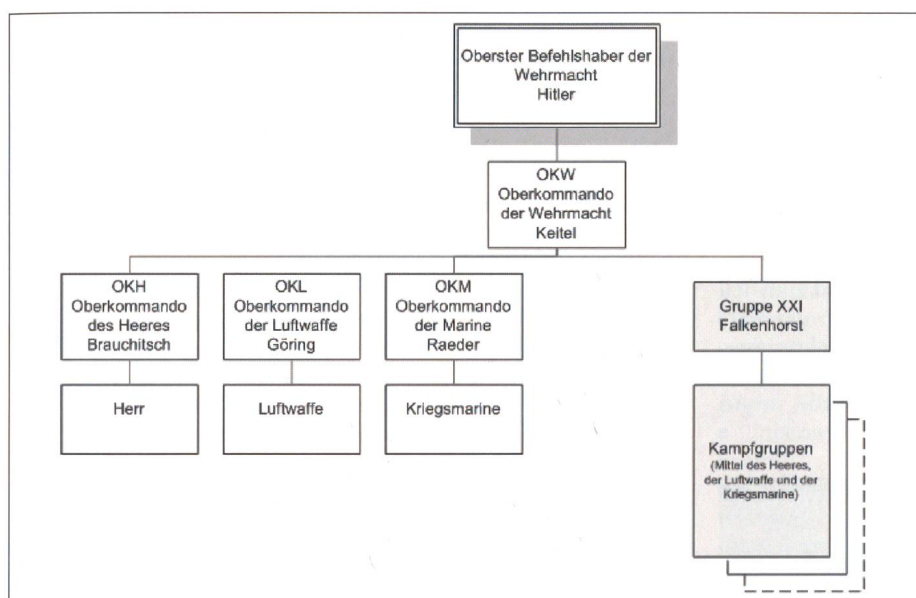 Oberster Befehlshaber der
Wehrmacht
Hitler
OKW
Oberkommando
der Wehrmacht
Keitel
OKH
Oberkommando
des Heeres
Brauchitsch
OKL
Oberkommando
der Luftwaffe
Göring
OKM
Oberkommando
der Marine
Raeder
Gruppe XXI
Falkenhorst
Herr
Luftwaffe
Kriegsmarine
Kampfgruppen
(Mittel des Heeres,
der Luftwaffe und der
Kriegsmarine)